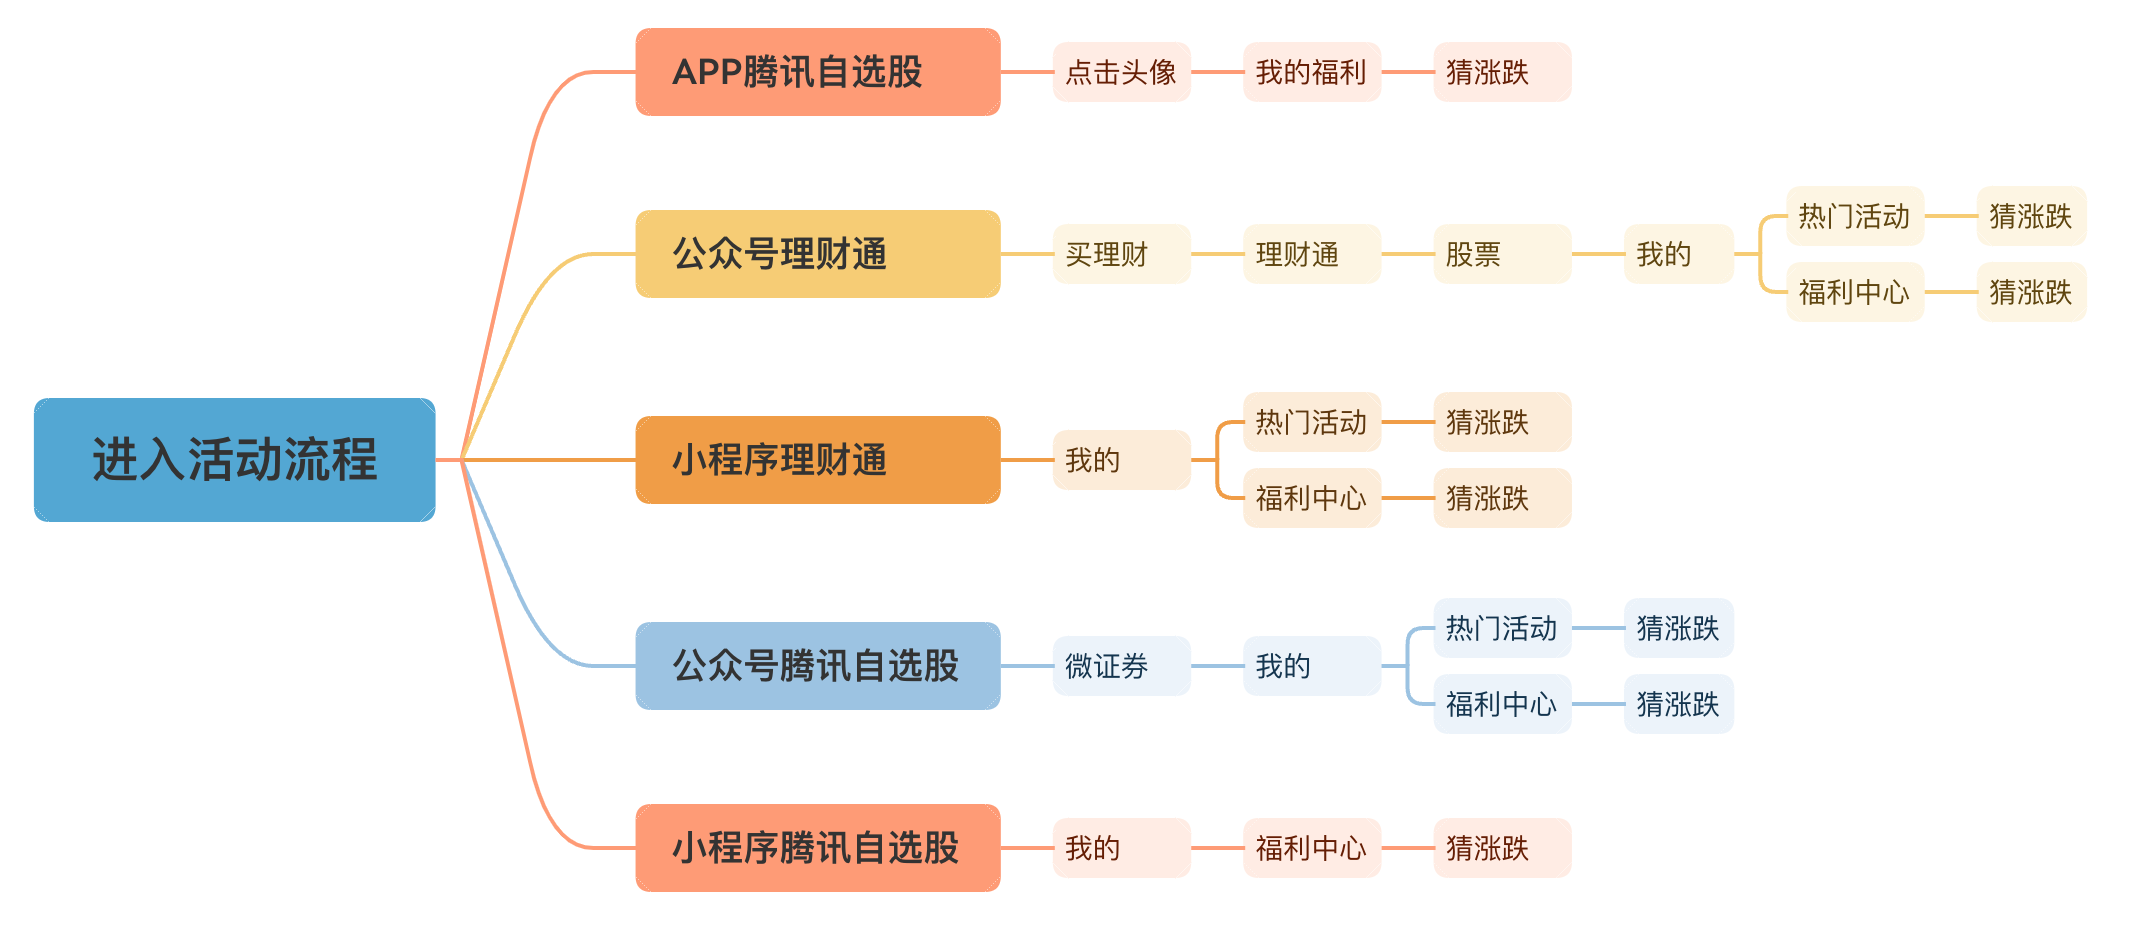 进入活动流程
APP腾讯自选股
点击头像
我的福利
猜涨跌
公众号理财通
买理财
理财通
股票
我的
热门活动
猜涨跌
福利中心
猜涨跌
小程序理财通
我的
热门活动
猜涨跌
福利中心
猜涨跌
公众号腾讯自选股
微证券
我的
热门活动
猜涨跌
福利中心
猜涨跌
小程序腾讯自选股
我的
福利中心
猜涨跌